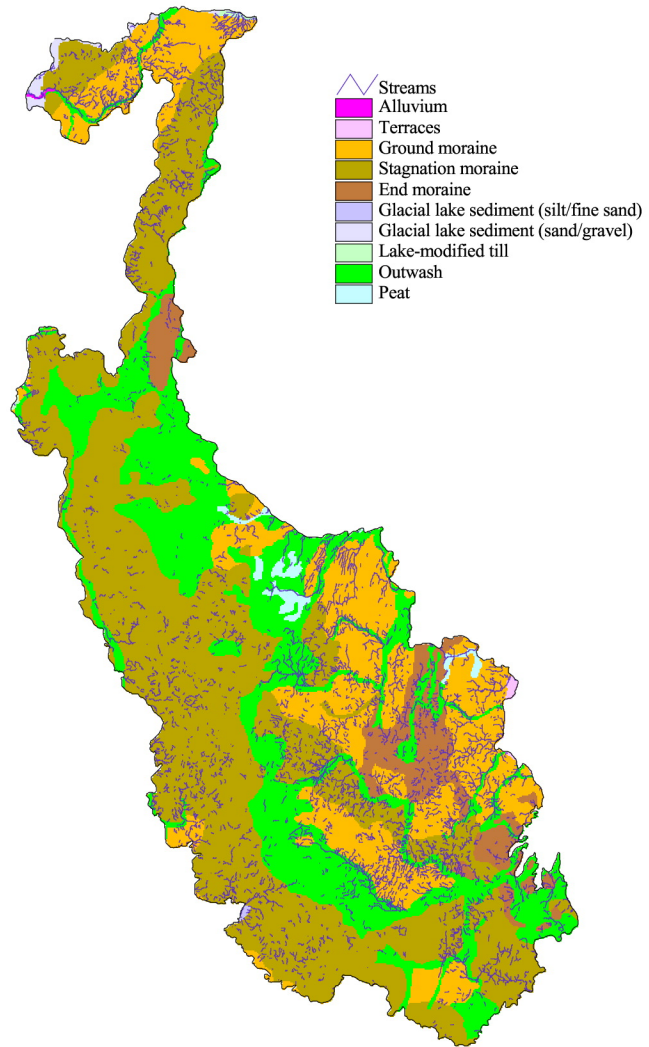 Streams
Alluvium
Terraces
Ground moraine
Stagnation moraine
End moraine
Glacial lake sediment (silt/fine sand)
Glacial lake sediment (sand/gravel)
Lake-modified till
Outwash
Peat